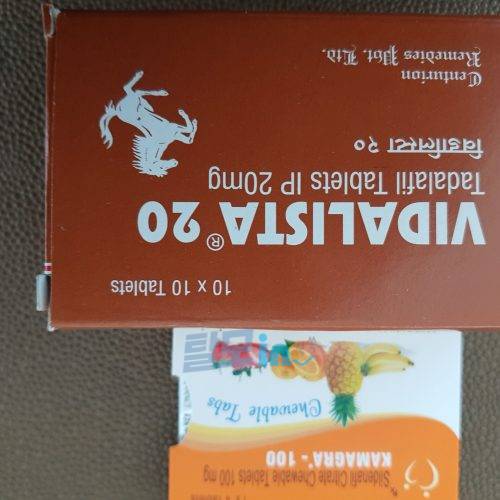 Sildenafil Citrate Chewable Tablets 100 mg
KAMAGRA®-100
Chewable Tabs
10 x 10 Tablets
VIDALISTA® 20
Tadalafil Tablets IP 20mg
विडालिस्टा २०
Centurion
Remedies Pvt. Ltd.